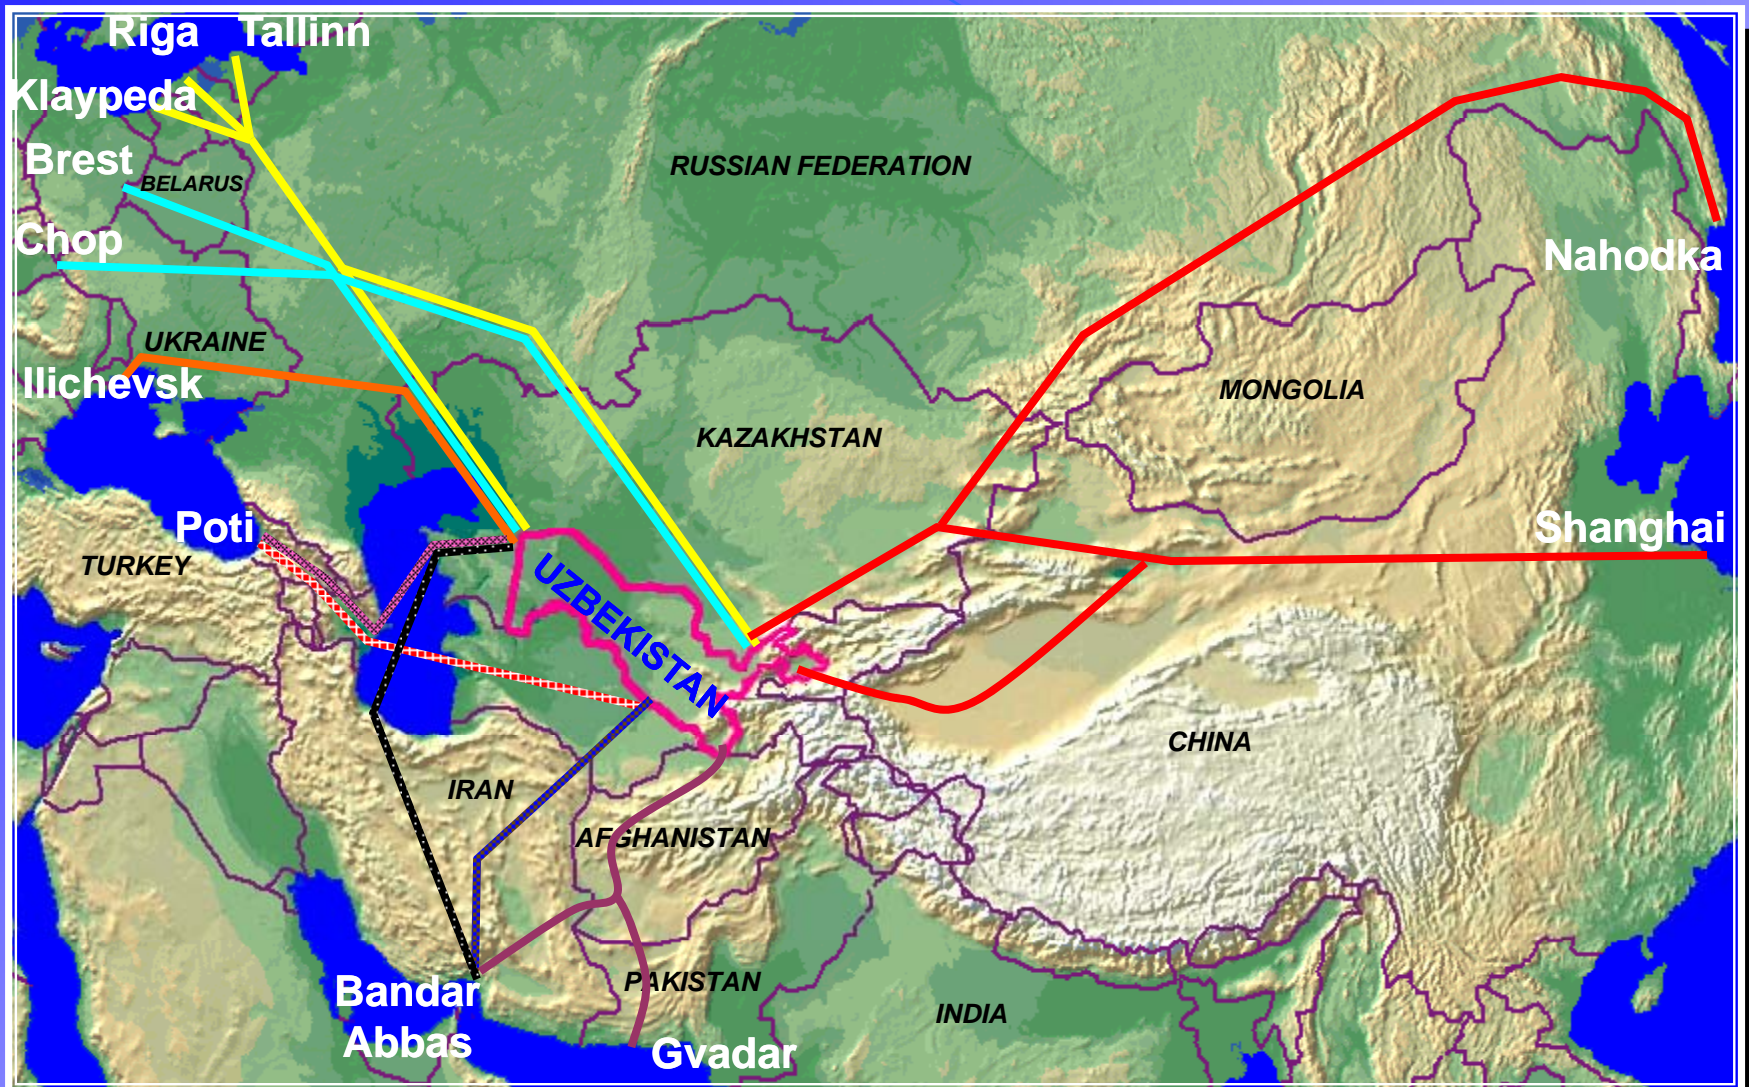 Riga Tallinn
Klaypeda
Brest
BELARUS
RUSSIAN FEDERATION
Chop
Nahodka
UKRAINE
Ilichevsk
MONGOLIA
KAZAKHSTAN
Poti
Shanghai
TURKEY
UZBEKISTAN
CHINA
IRAN
AFGHANISTAN
PAKISTAN
Bandar
Abbas
INDIA
Gvadar